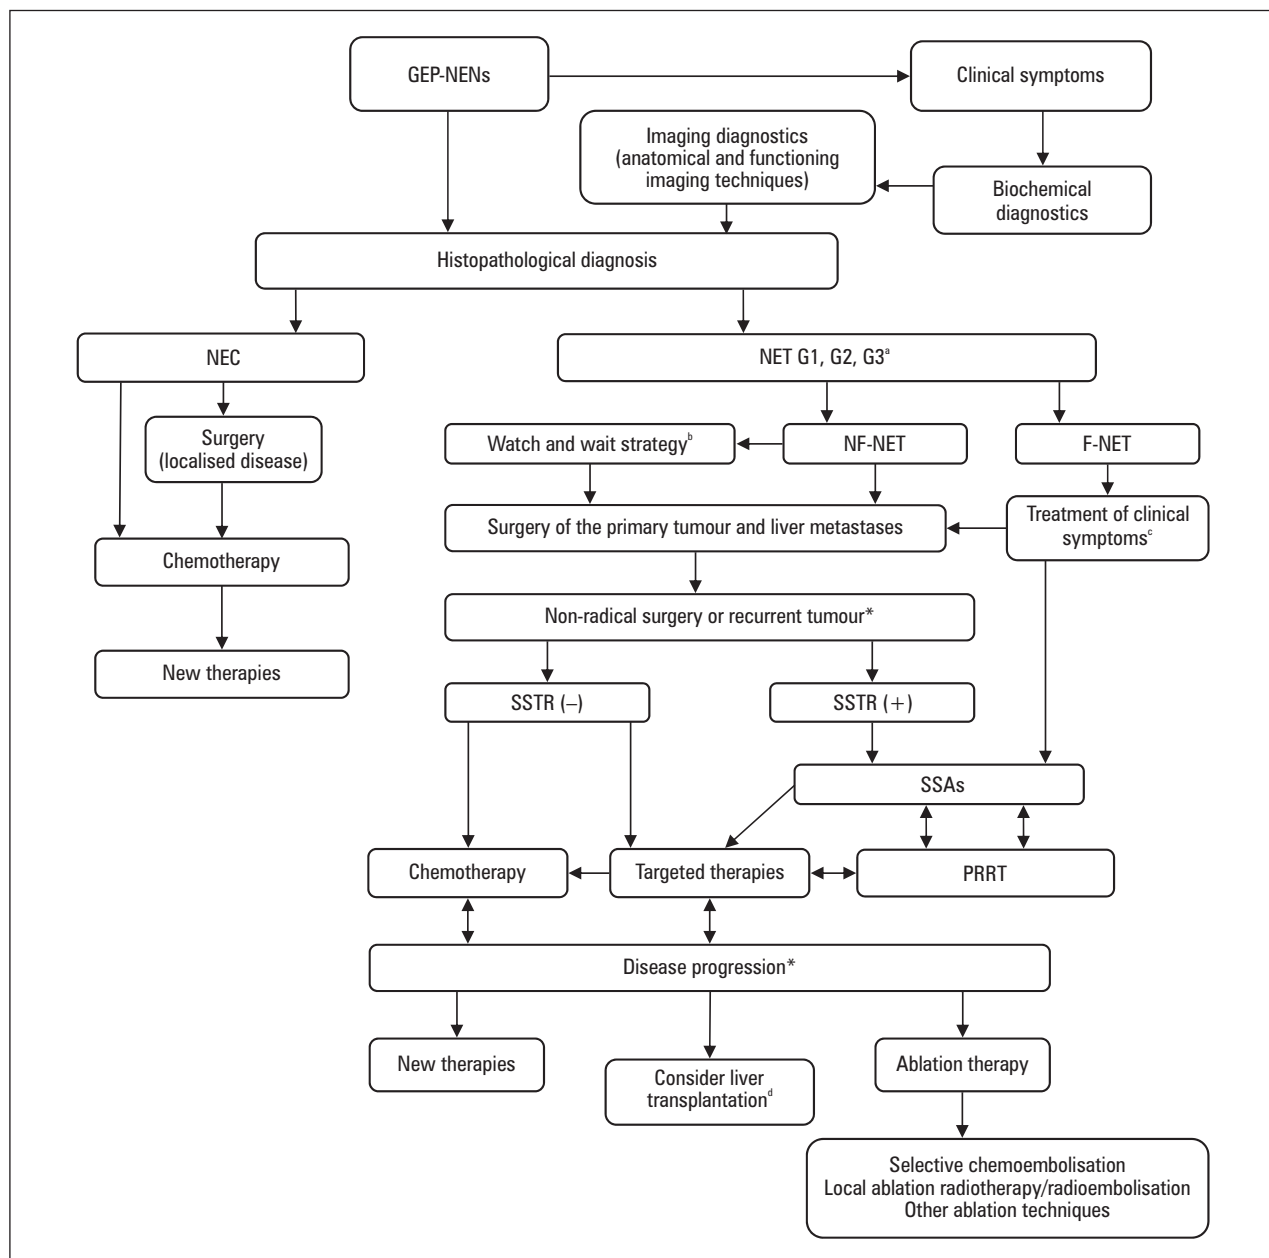 GEP-NENs
Clinical symptoms
Imaging diagnostics
(anatomical and functioning
imaging techniques)
Biochemical
diagnostics
Histopathological diagnosis
NEC
NET G1, G2, G3ᵃ
Surgery
(localised disease)
Watch and wait strategyᵇ
NF-NET
F-NET
Surgery of the primary tumour and liver metastases
Treatment of clinical
symptomsᶜ
Chemotherapy
Non-radical surgery or recurrent tumour*
New therapies
SSTR (–)
SSTR (+)
SSAs
Chemotherapy
Targeted therapies
PRRT
Disease progression*
New therapies
Consider liver
transplantationᵈ
Ablation therapy
Selective chemoembolisation
Local ablation radiotherapy/radioembolisation
Other ablation techniques